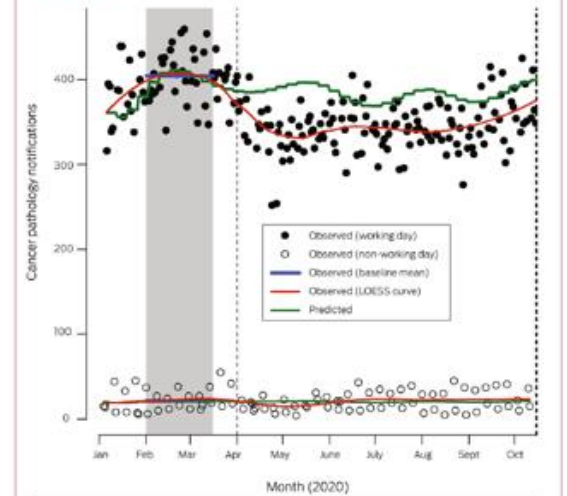 Cancer pathology notifications
400
300
200
100
0
Observed (working day)
Observed (non-working day)
Observed (baseline mean)
Observed (LOESS curve)
Predicted
Jan Feb Mar Apr May June July Aug Sept Oct
Month (2020)